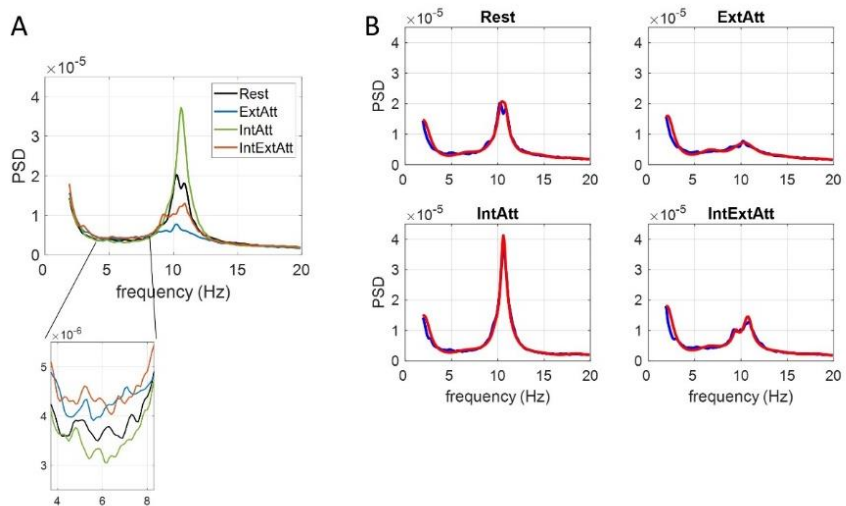 A
×10⁻⁵
Rest
ExtAtt
IntAtt
IntExtAtt
PSD
4
3
2
1
0
0 5 10 15 20
frequency (Hz)
×10⁻⁶
5
4
3
4 6 8
B
Rest
×10⁻⁵
PSD
4
3
2
1
0
0 5 10 15 20
ExtAtt
×10⁻⁵
4
3
2
1
0
0 5 10 15 20
IntAtt
×10⁻⁵
PSD
4
3
2
1
0
0 5 10 15 20
frequency (Hz)
IntExtAtt
×10⁻⁵
4
3
2
1
0
0 5 10 15 20
frequency (Hz)